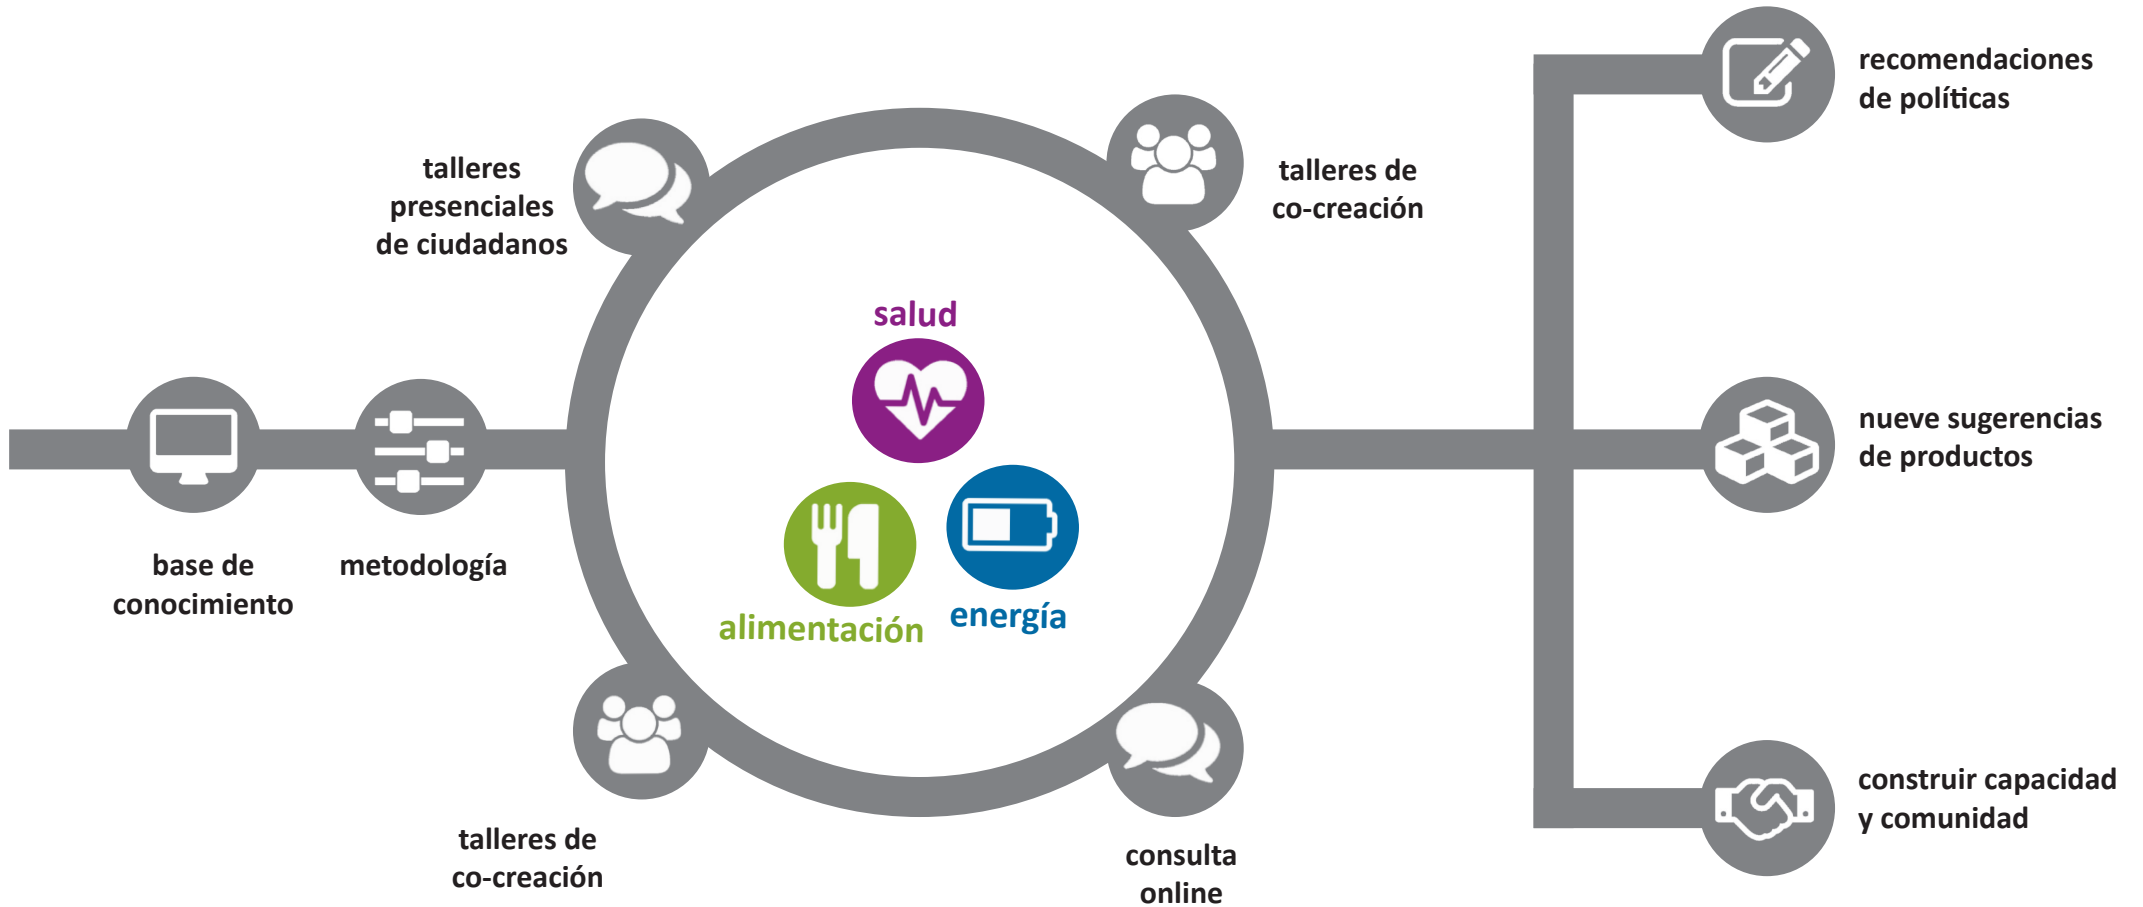 recomendaciones
de políticas
talleres
presenciales
de ciudadanos
talleres de
co-creación
salud
nueve sugerencias
de productos
base de
conocimiento
metodología
alimentación
energía
construir capacidad
y comunidad
talleres de
co-creación
consulta
online